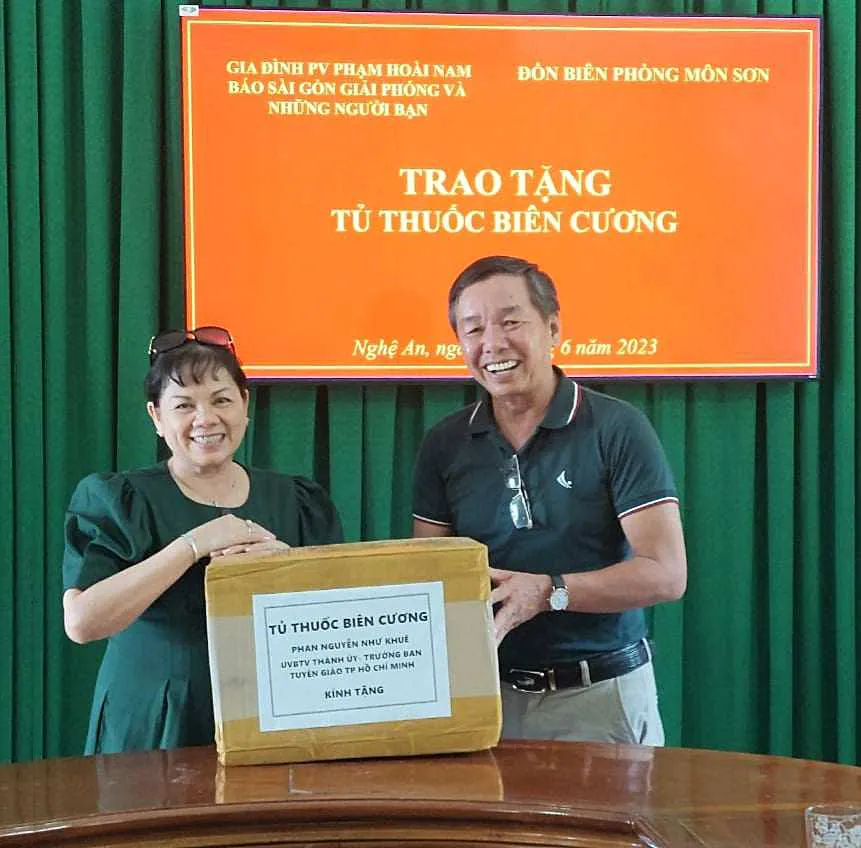 GIA ĐÌNH PV PHẠM HOÀI NAM
BÁO SÀI GÒN GIẢI PHÓNG VÀ
NHỮNG NGƯỜI BẠN
ĐỒN BIÊN PHÒNG MÔN SƠN
TRAO TẶNG
TỦ THUỐC BIÊN CƯƠNG
Nghệ An, 6 năm 2023
TỦ THUỐC BIÊN CƯƠNG
PHAN NGUYỄN NHƯ KHUÊ
UVBTV THÀNH ỦY- TRƯỞNG BAN
TUYÊN GIÁO TP HỒ CHÍ MINH
KÍNH TẶNG